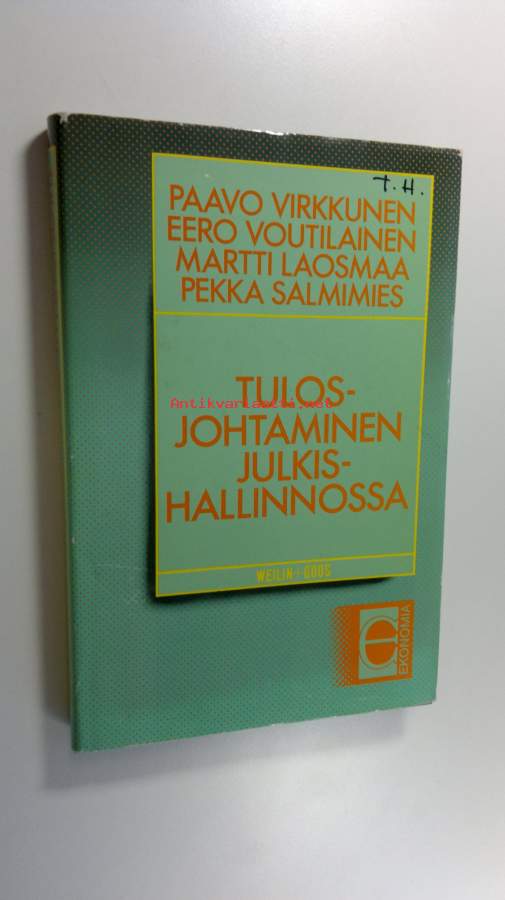 T.H.
PAAVO VIRKKUNEN
EERO VOUTILAINEN
MARTTI LAOSMAA
PEKKA SALMIMIES
TULOS-
Antikvariaatti.net
JOHTAMINEN
JULKIS-
HALLINNOSSA
WEILIN+GÖÖS
EKONOMIA